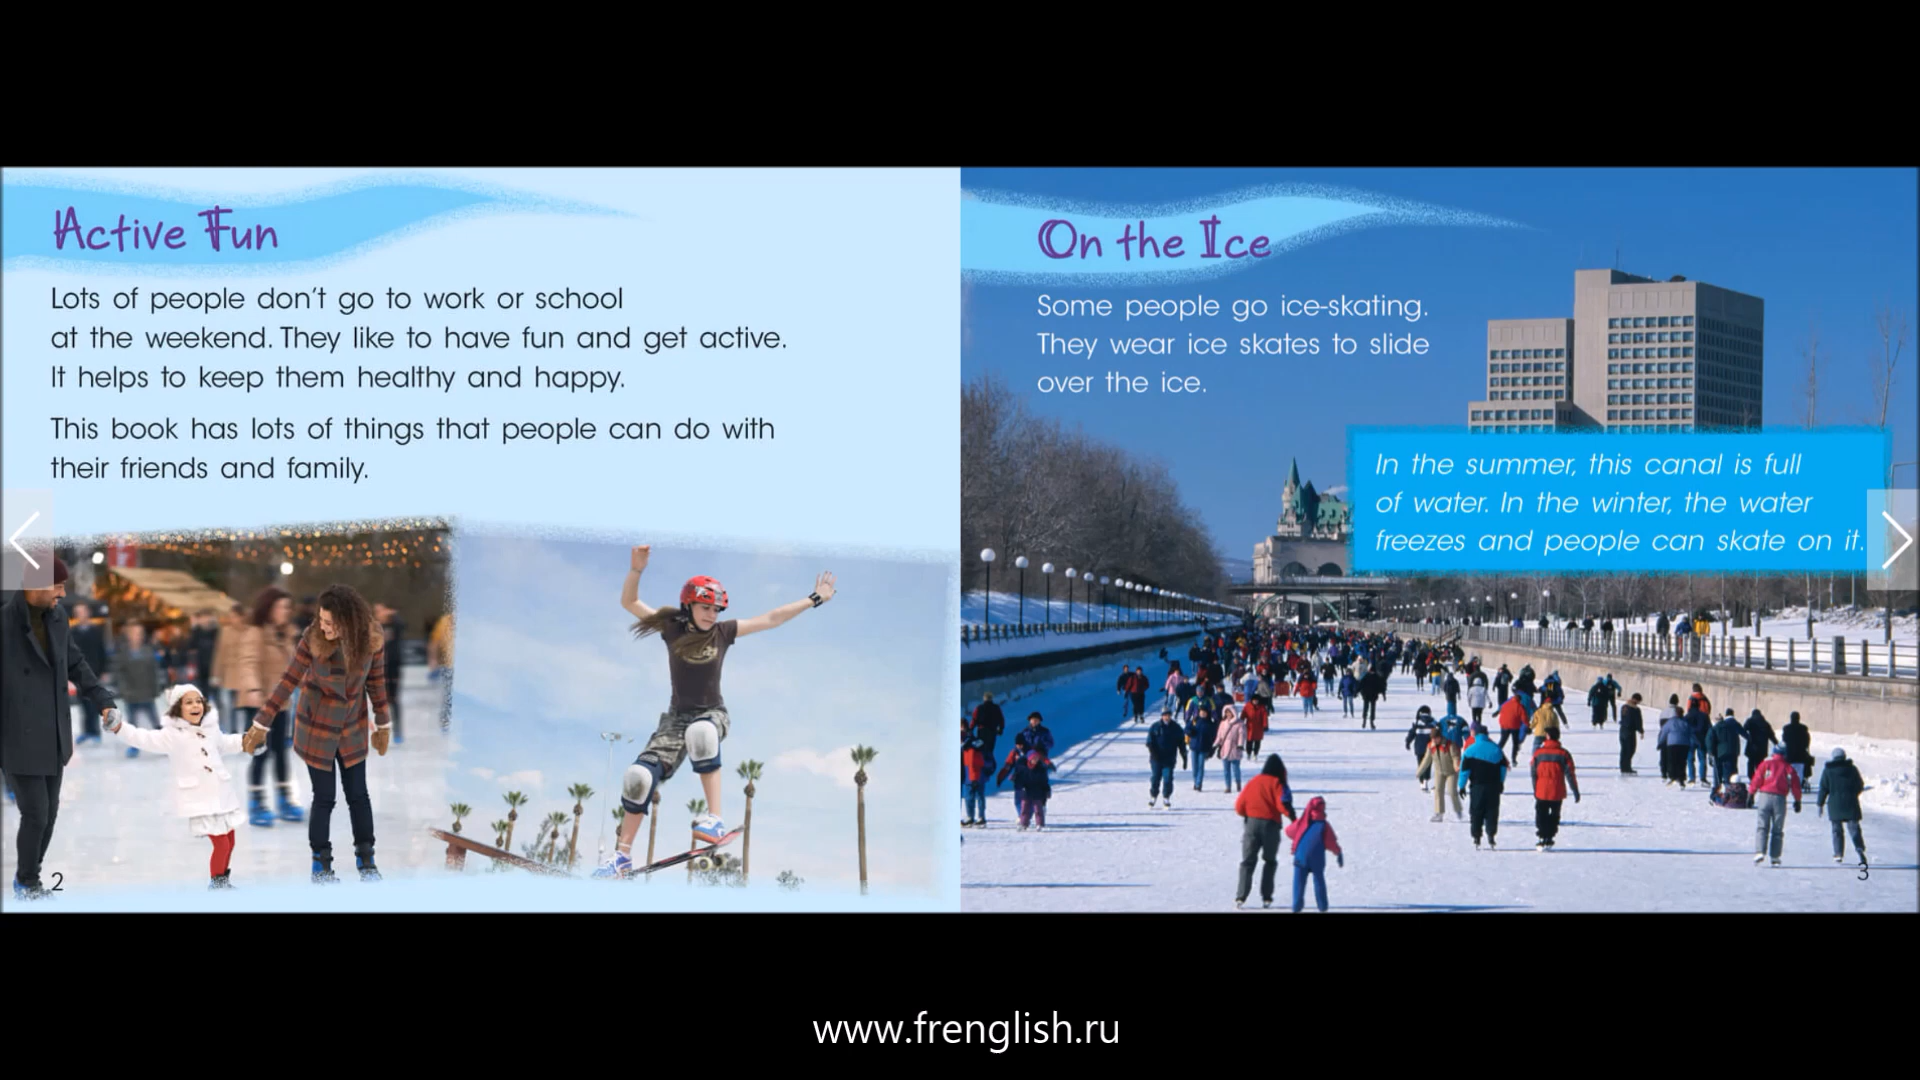 Active Fun
Lots of people don't go to work or school
at the weekend. They like to have fun and get active.
It helps to keep them healthy and happy.
This book has lots of things that people can do with
their friends and family.
2
On the Ice
Some people go ice-skating.
They wear ice skates to slide
over the ice.
In the summer, this canal is full
of water. In the winter, the water
freezes and people can skate on it.
3
www.frenglish.ru